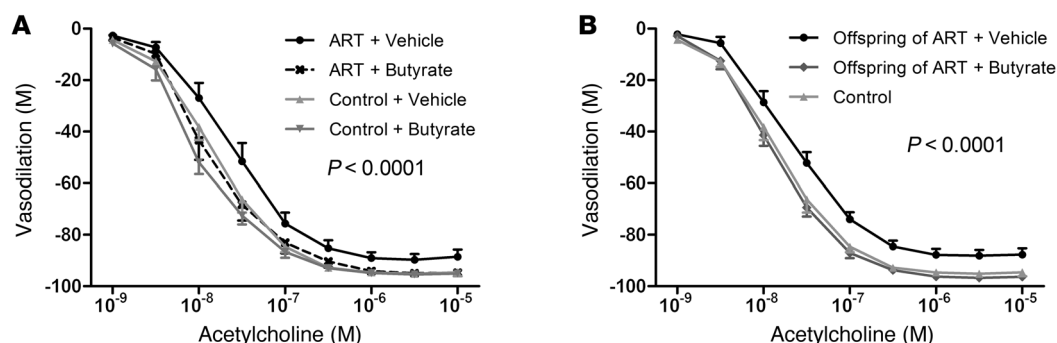 A
0
-20
-40
-60
-80
-100
Vasodilation (M)
10⁻⁹
10⁻⁸
10⁻⁷
10⁻⁶
10⁻⁵
Acetylcholine (M)
ART + Vehicle
ART + Butyrate
Control + Vehicle
Control + Butyrate
P < 0.0001
B
0
-20
-40
-60
-80
-100
Vasodilation (M)
10⁻⁹
10⁻⁸
10⁻⁷
10⁻⁶
10⁻⁵
Acetylcholine (M)
Offspring of ART + Vehicle
Offspring of ART + Butyrate
Control
P < 0.0001